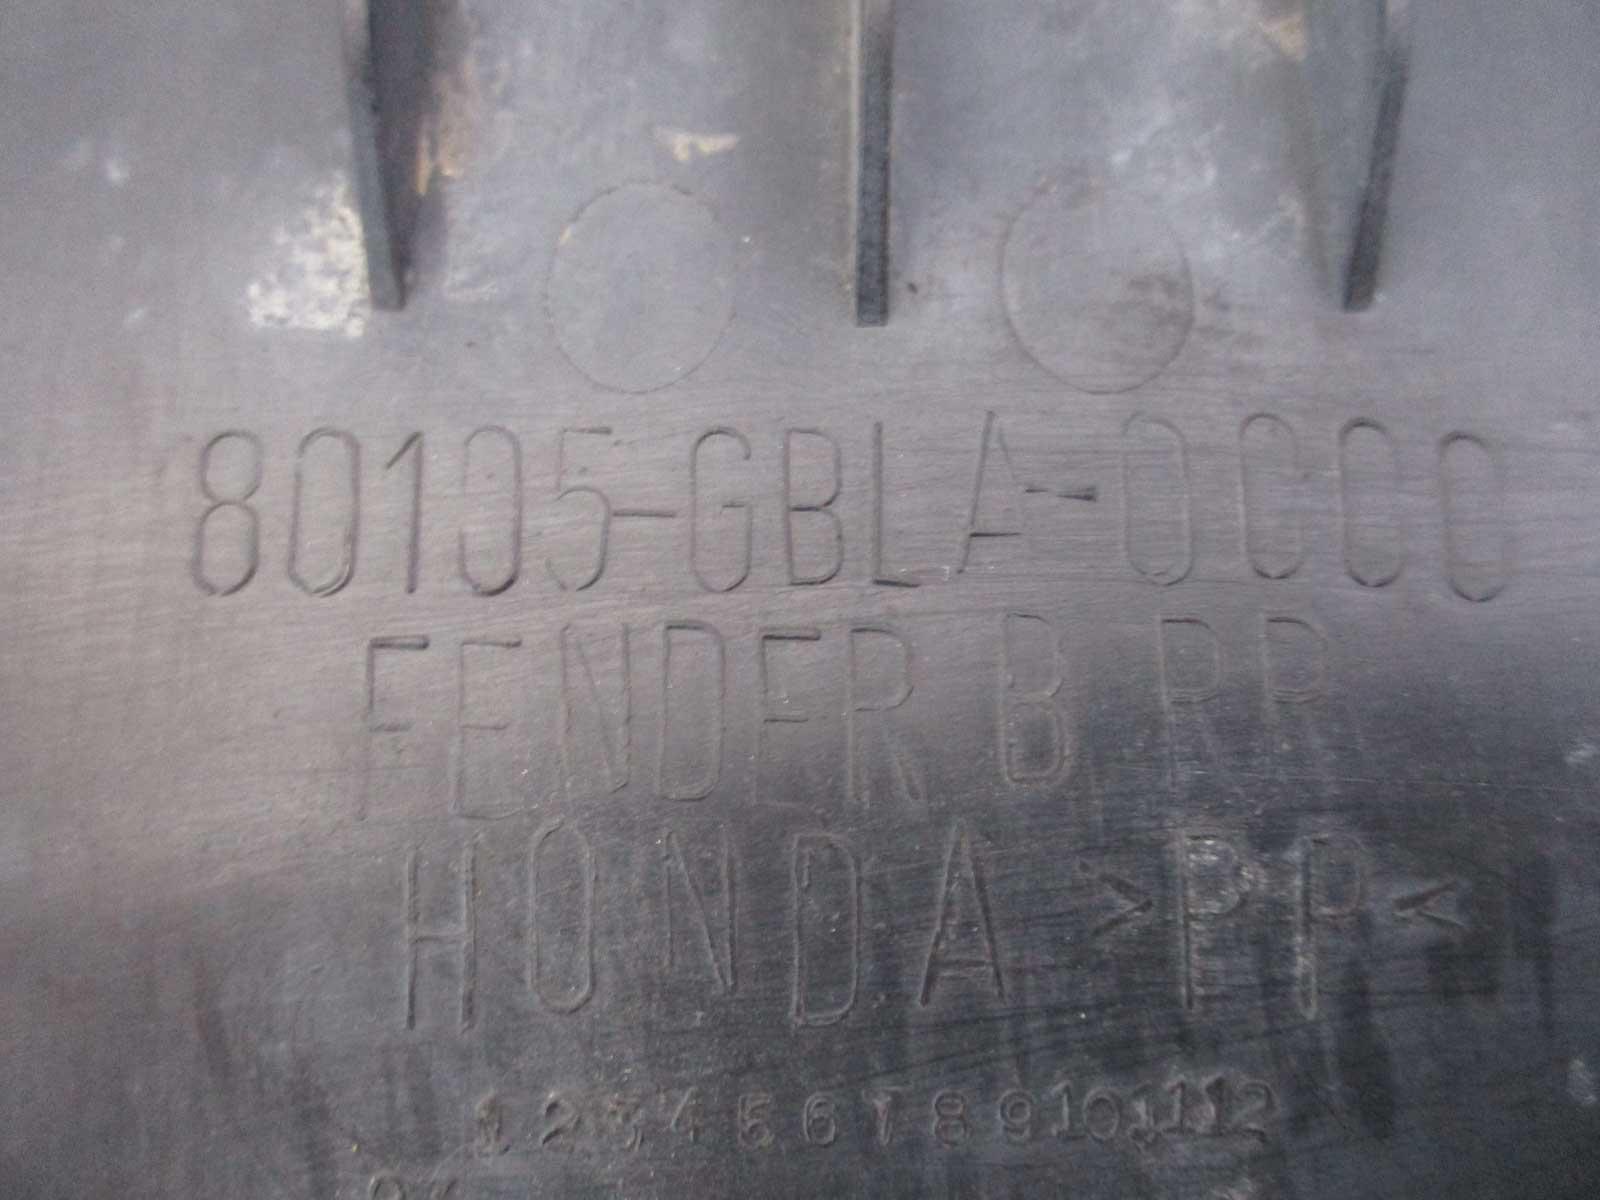 80105-GBLA-0000
FENDER B RR
HONDA >PP<
1 2 3 4 5 6 7 8 9 10 11 12